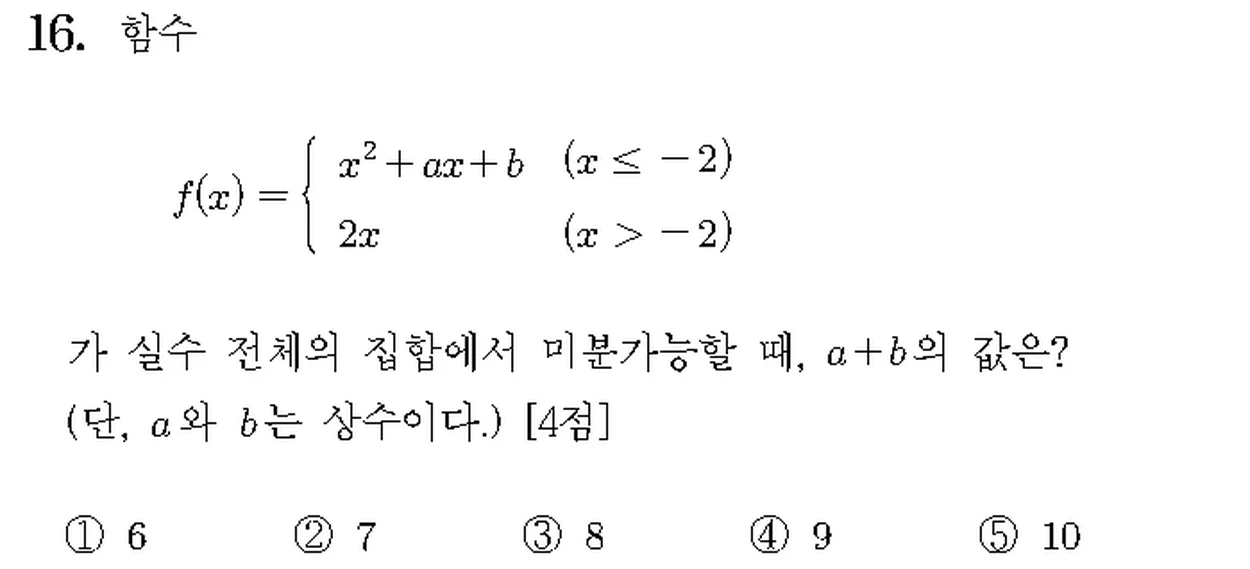 16. 함수
f(x) = { x²+ax+b (x ≤ -2)
2x (x > -2)
가 실수 전체의 집합에서 미분가능할 때, a+b의 값은?
(단, a와 b는 상수이다.) [4점]
① 6 ② 7 ③ 8 ④ 9 ⑤ 10